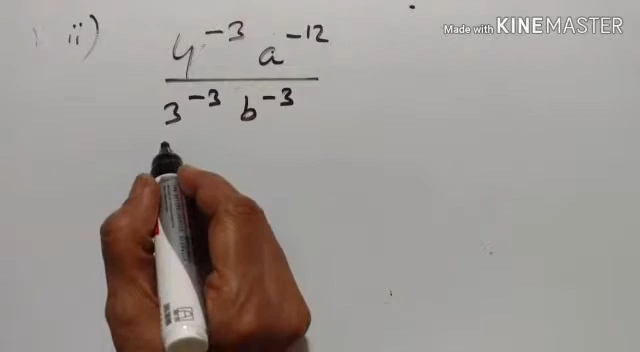 Made with KINEMASTER
ii) 4⁻³ a⁻¹²
3⁻³ b⁻³